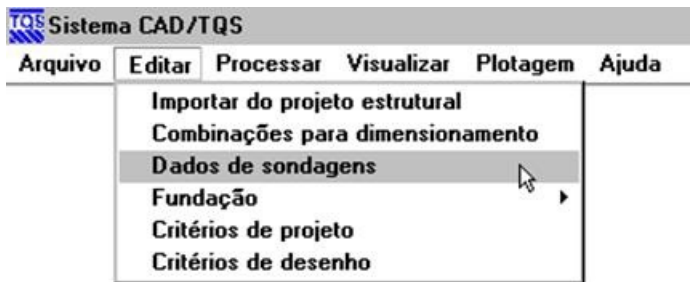 TQS Sistema CAD/TQS
Arquivo Editar Processar Visualizar Plotagem Ajuda
Importar do projeto estrutural
Combinações para dimensionamento
Dados de sondagens
Fundação
Critérios de projeto
Critérios de desenho